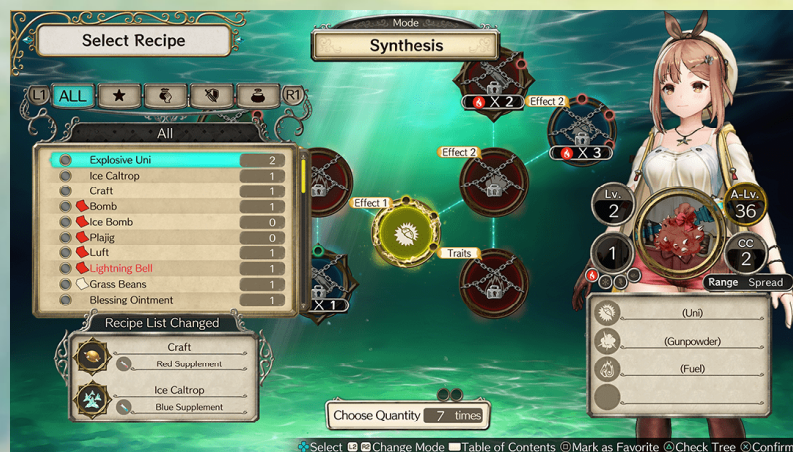 Select Recipe
Mode
Synthesis
L1 ALL R1
All
Explosive Uni 2
Ice Caltrop 1
Craft 1
Bomb 1
Ice Bomb 0
Plajig 0
Luft 1
Lightning Bell 1
Grass Beans 1
Blessing Ointment 1
Recipe List Changed
Craft
Red Supplement
Ice Caltrop
Blue Supplement
X 2
Effect 2
X 3
Effect 2
Effect 1
Traits
X 1
Lv. 2
A-Lv. 36
1
CC 2
Range Spread
(Uni)
(Gunpowder)
(Fuel)
Choose Quantity 7 times
Select L2 R2 Change Mode Table of Contents Mark as Favorite Check Tree Confirm